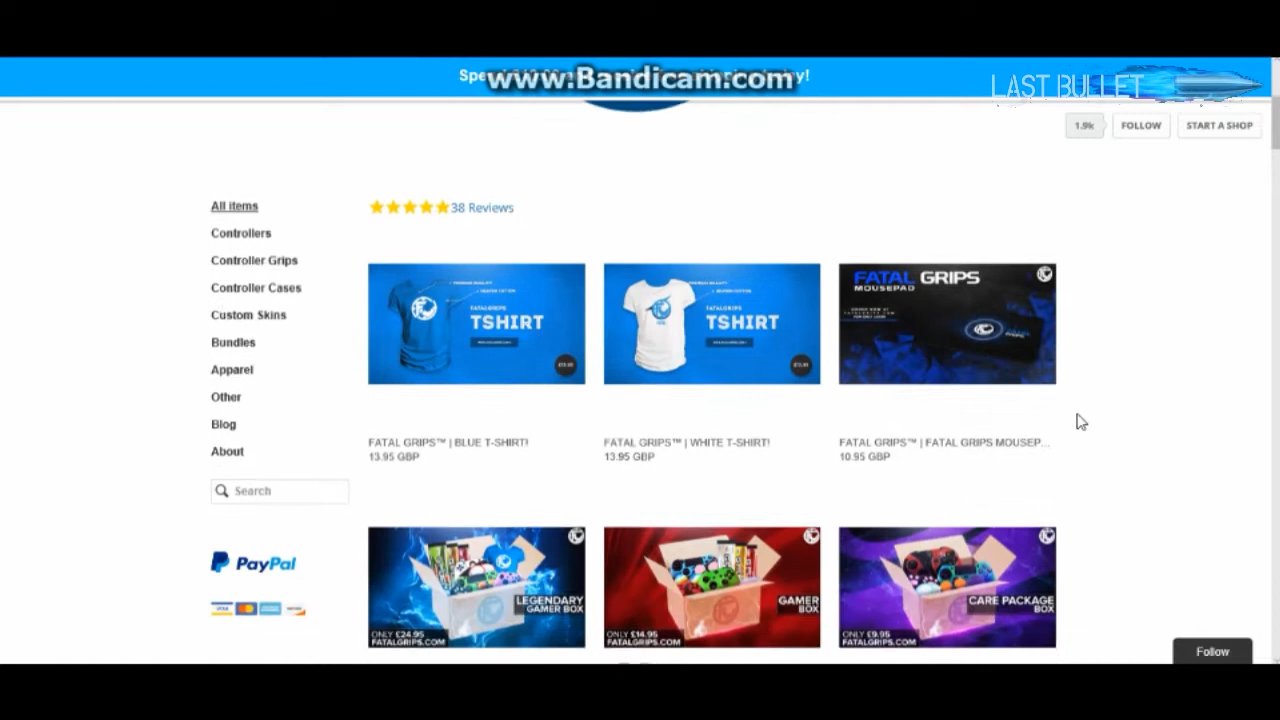 www.Bandicam.com
LAST BULLET
1.9k
FOLLOW
START A SHOP
All items
Controllers
Controller Grips
Controller Cases
Custom Skins
Bundles
Apparel
Other
Blog
About
Search
PayPal
38 Reviews
FATALGRIPS
TSHIRT
FATALGRIPS
TSHIRT
FATAL GRIPS
MOUSEPAD
FATAL GRIPS™ | BLUE T-SHIRT!
13.95 GBP
FATAL GRIPS™ | WHITE T-SHIRT!
13.95 GBP
FATAL GRIPS™ | FATAL GRIPS MOUSEP...
10.95 GBP
LEGENDARY
GAMER BOX
ONLY £24.95
FATALGRIPS.COM
GAMER
BOX
ONLY £14.95
FATALGRIPS.COM
CARE PACKAGE
BOX
ONLY £9.95
FATALGRIPS.COM
Follow